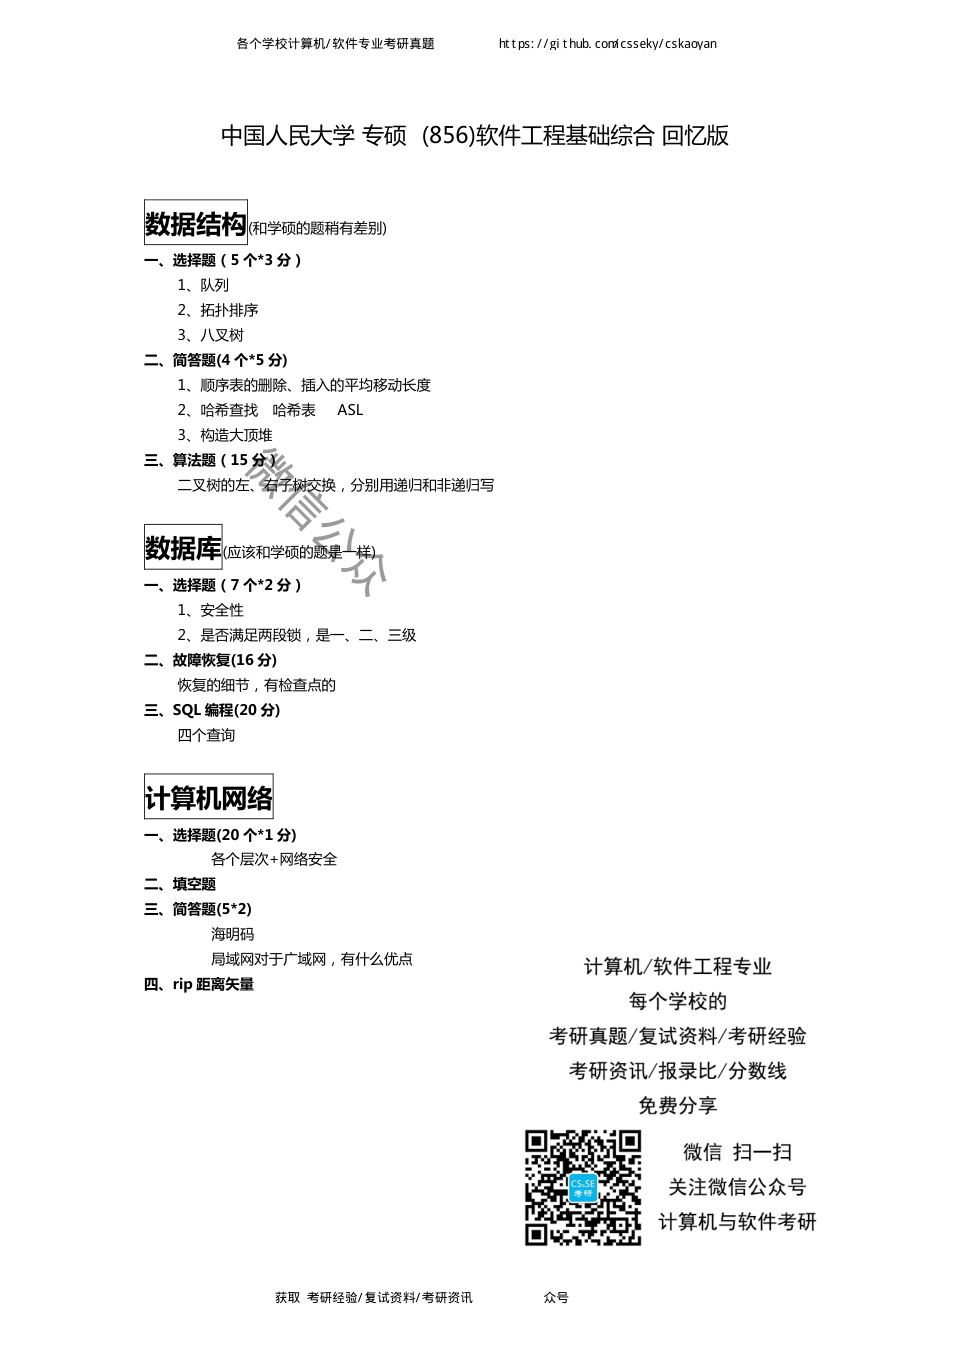 各个学校计算机/软件专业考研真题 https://github.com/csseky/cskaoyan
中国人民大学 专硕 (856)软件工程基础综合 回忆版
数据结构(和学硕的题稍有差别)
一、选择题（5 个*3 分）
1、队列
2、拓扑排序
3、八叉树
二、简答题(4 个*5 分)
1、顺序表的删除、插入的平均移动长度
2、哈希查找 哈希表 ASL
3、构造大顶堆
三、算法题（15 分）
二叉树的左、右子树交换，分别用递归和非递归写
微信公众
数据库(应该和学硕的题是一样)
一、选择题（7 个*2 分）
1、安全性
2、是否满足两段锁，是一、二、三级
二、故障恢复(16 分)
恢复的细节，有检查点的
三、SQL 编程(20 分)
四个查询
计算机网络
一、选择题(20 个*1 分)
各个层次+网络安全
二、填空题
三、简答题(5*2)
海明码
局域网对于广域网，有什么优点
四、rip 距离矢量
计算机/软件工程专业
每个学校的
考研真题/复试资料/考研经验
考研资讯/报录比/分数线
免费分享
CS&SE
考研
微信 扫一扫
关注微信公众号
计算机与软件考研
获取 考研经验/复试资料/考研资讯 众号